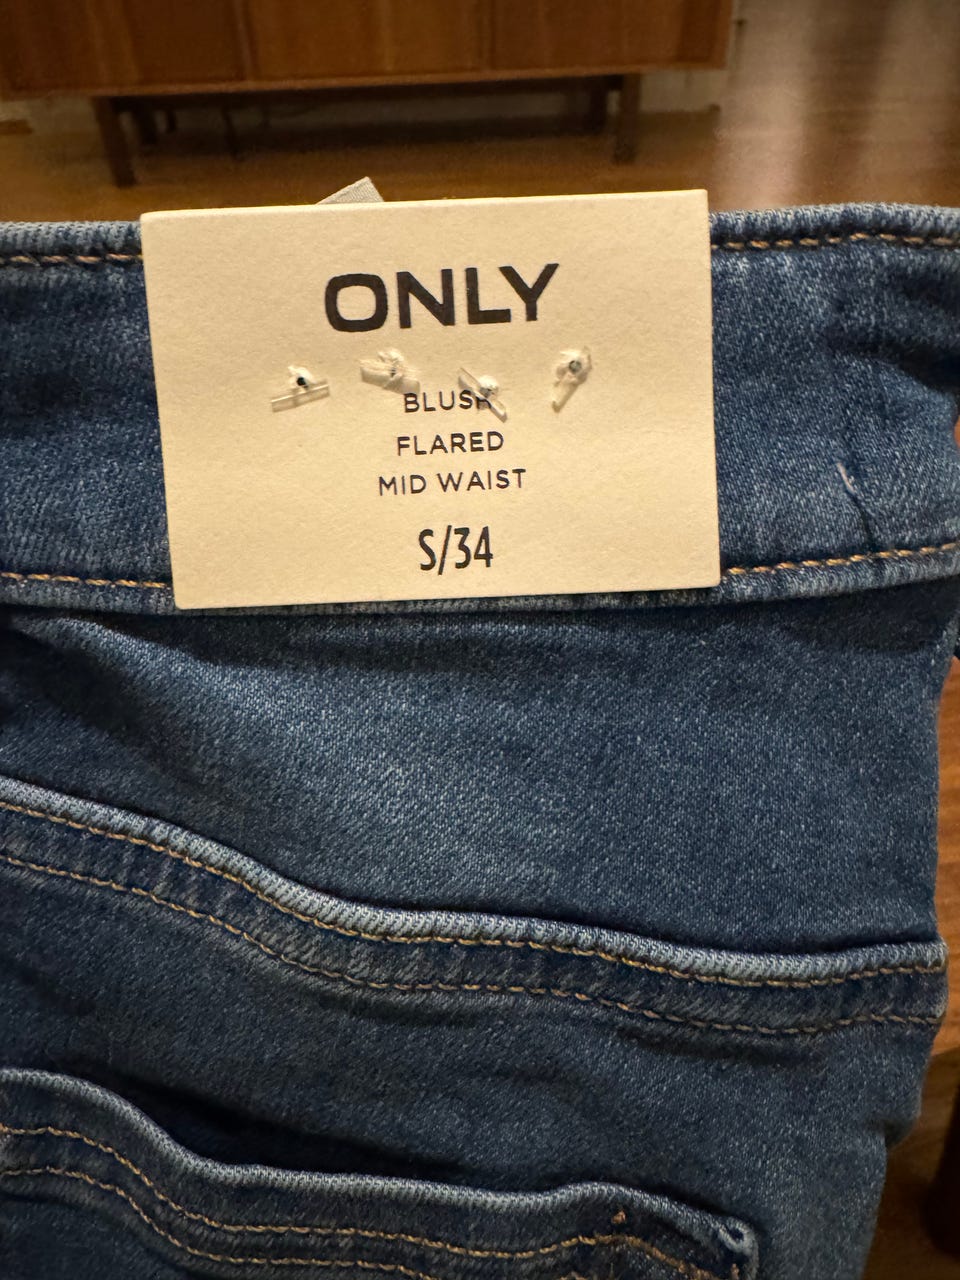 ONLY
BLUSH
FLARED
MID WAIST
S/34